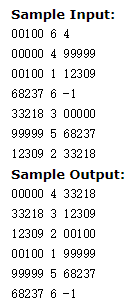 Sample Input:
00100 6 4
00000 4 99999
00100 1 12309
68237 6 -1
33218 3 00000
99999 5 68237
12309 2 33218
Sample Output:
00000 4 33218
33218 3 12309
12309 2 00100
00100 1 99999
99999 5 68237
68237 6 -1